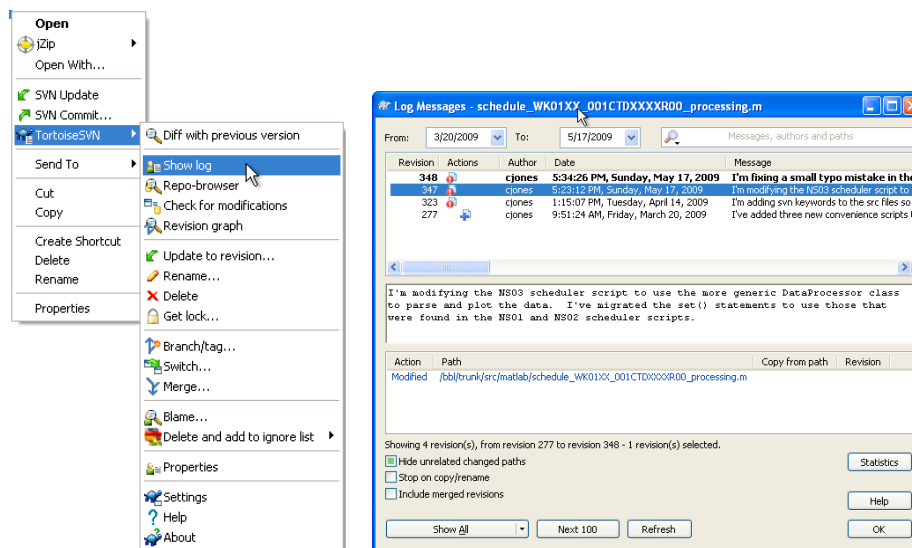 Open
jZip
Open With...
SVN Update
SVN Commit...
TortoiseSVN
Send To
Cut
Copy
Create Shortcut
Delete
Rename
Properties
Diff with previous version
Show log
Repo-browser
Check for modifications
Revision graph
Update to revision...
Rename...
Delete
Get lock...
Branch/tag...
Switch...
Merge...
Blame...
Delete and add to ignore list
Properties
Settings
Help
About
Log Messages - schedule_WK01XX_001CTDXXXXR00_processing.m
From: 3/20/2009 To: 5/17/2009 Messages, authors and paths
Revision Actions Author Date Message
348 cjones 5:34:26 PM, Sunday, May 17, 2009 I'm fixing a small typo mistake in the
347 cjones 5:23:12 PM, Sunday, May 17, 2009 I'm modifying the NS03 scheduler script to
323 cjones 1:15:07 PM, Tuesday, April 14, 2009 I'm adding svn keywords to the src files so
277 cjones 9:51:24 AM, Friday, March 20, 2009 I've added three new convenience scripts
I'm modifying the NS03 scheduler script to use the more generic DataProcessor class
to parse and plot the data. I've migrated the set() statements to use those that
were found in the NS01 and NS02 scheduler scripts.
Action Path Copy from path Revision
Modified /bbl/trunk/src/matlab/schedule_WK01XX_001CTDXXXXR00_processing.m
Showing 4 revision(s), from revision 277 to revision 348 - 1 revision(s) selected.
Hide unrelated changed paths
Stop on copy/rename
Include merged revisions
Statistics
Help
Show All Next 100 Refresh OK